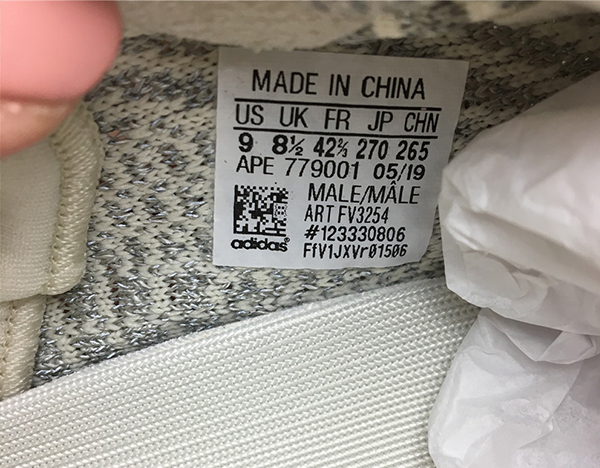 MADE IN CHINA
US UK FR JP CHN
9 8½ 42⅔ 270 265
APE 779001 05/19
MALE/MÂLE
ART FV3254
#123330806
adidas® FfV1JXVr01506